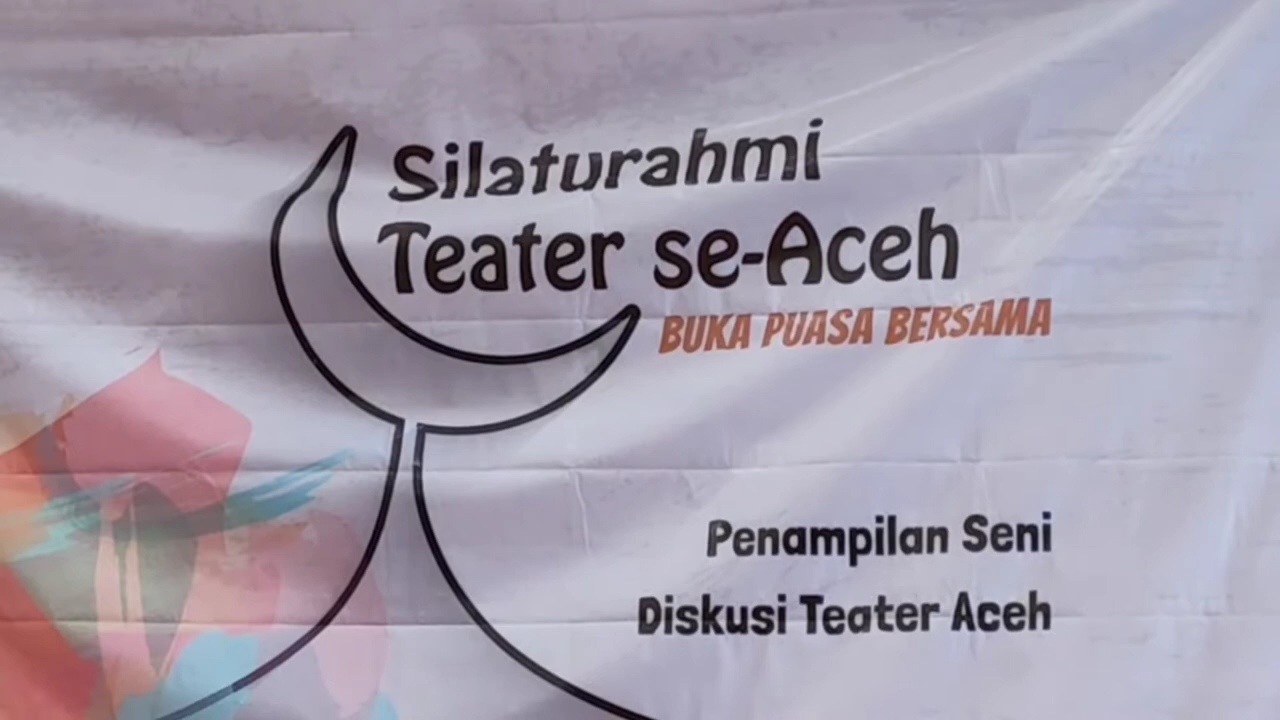 Silaturahmi
Teater se-Aceh
BUKA PUASA BERSAMA
Penampilan Seni
Diskusi Teater Aceh